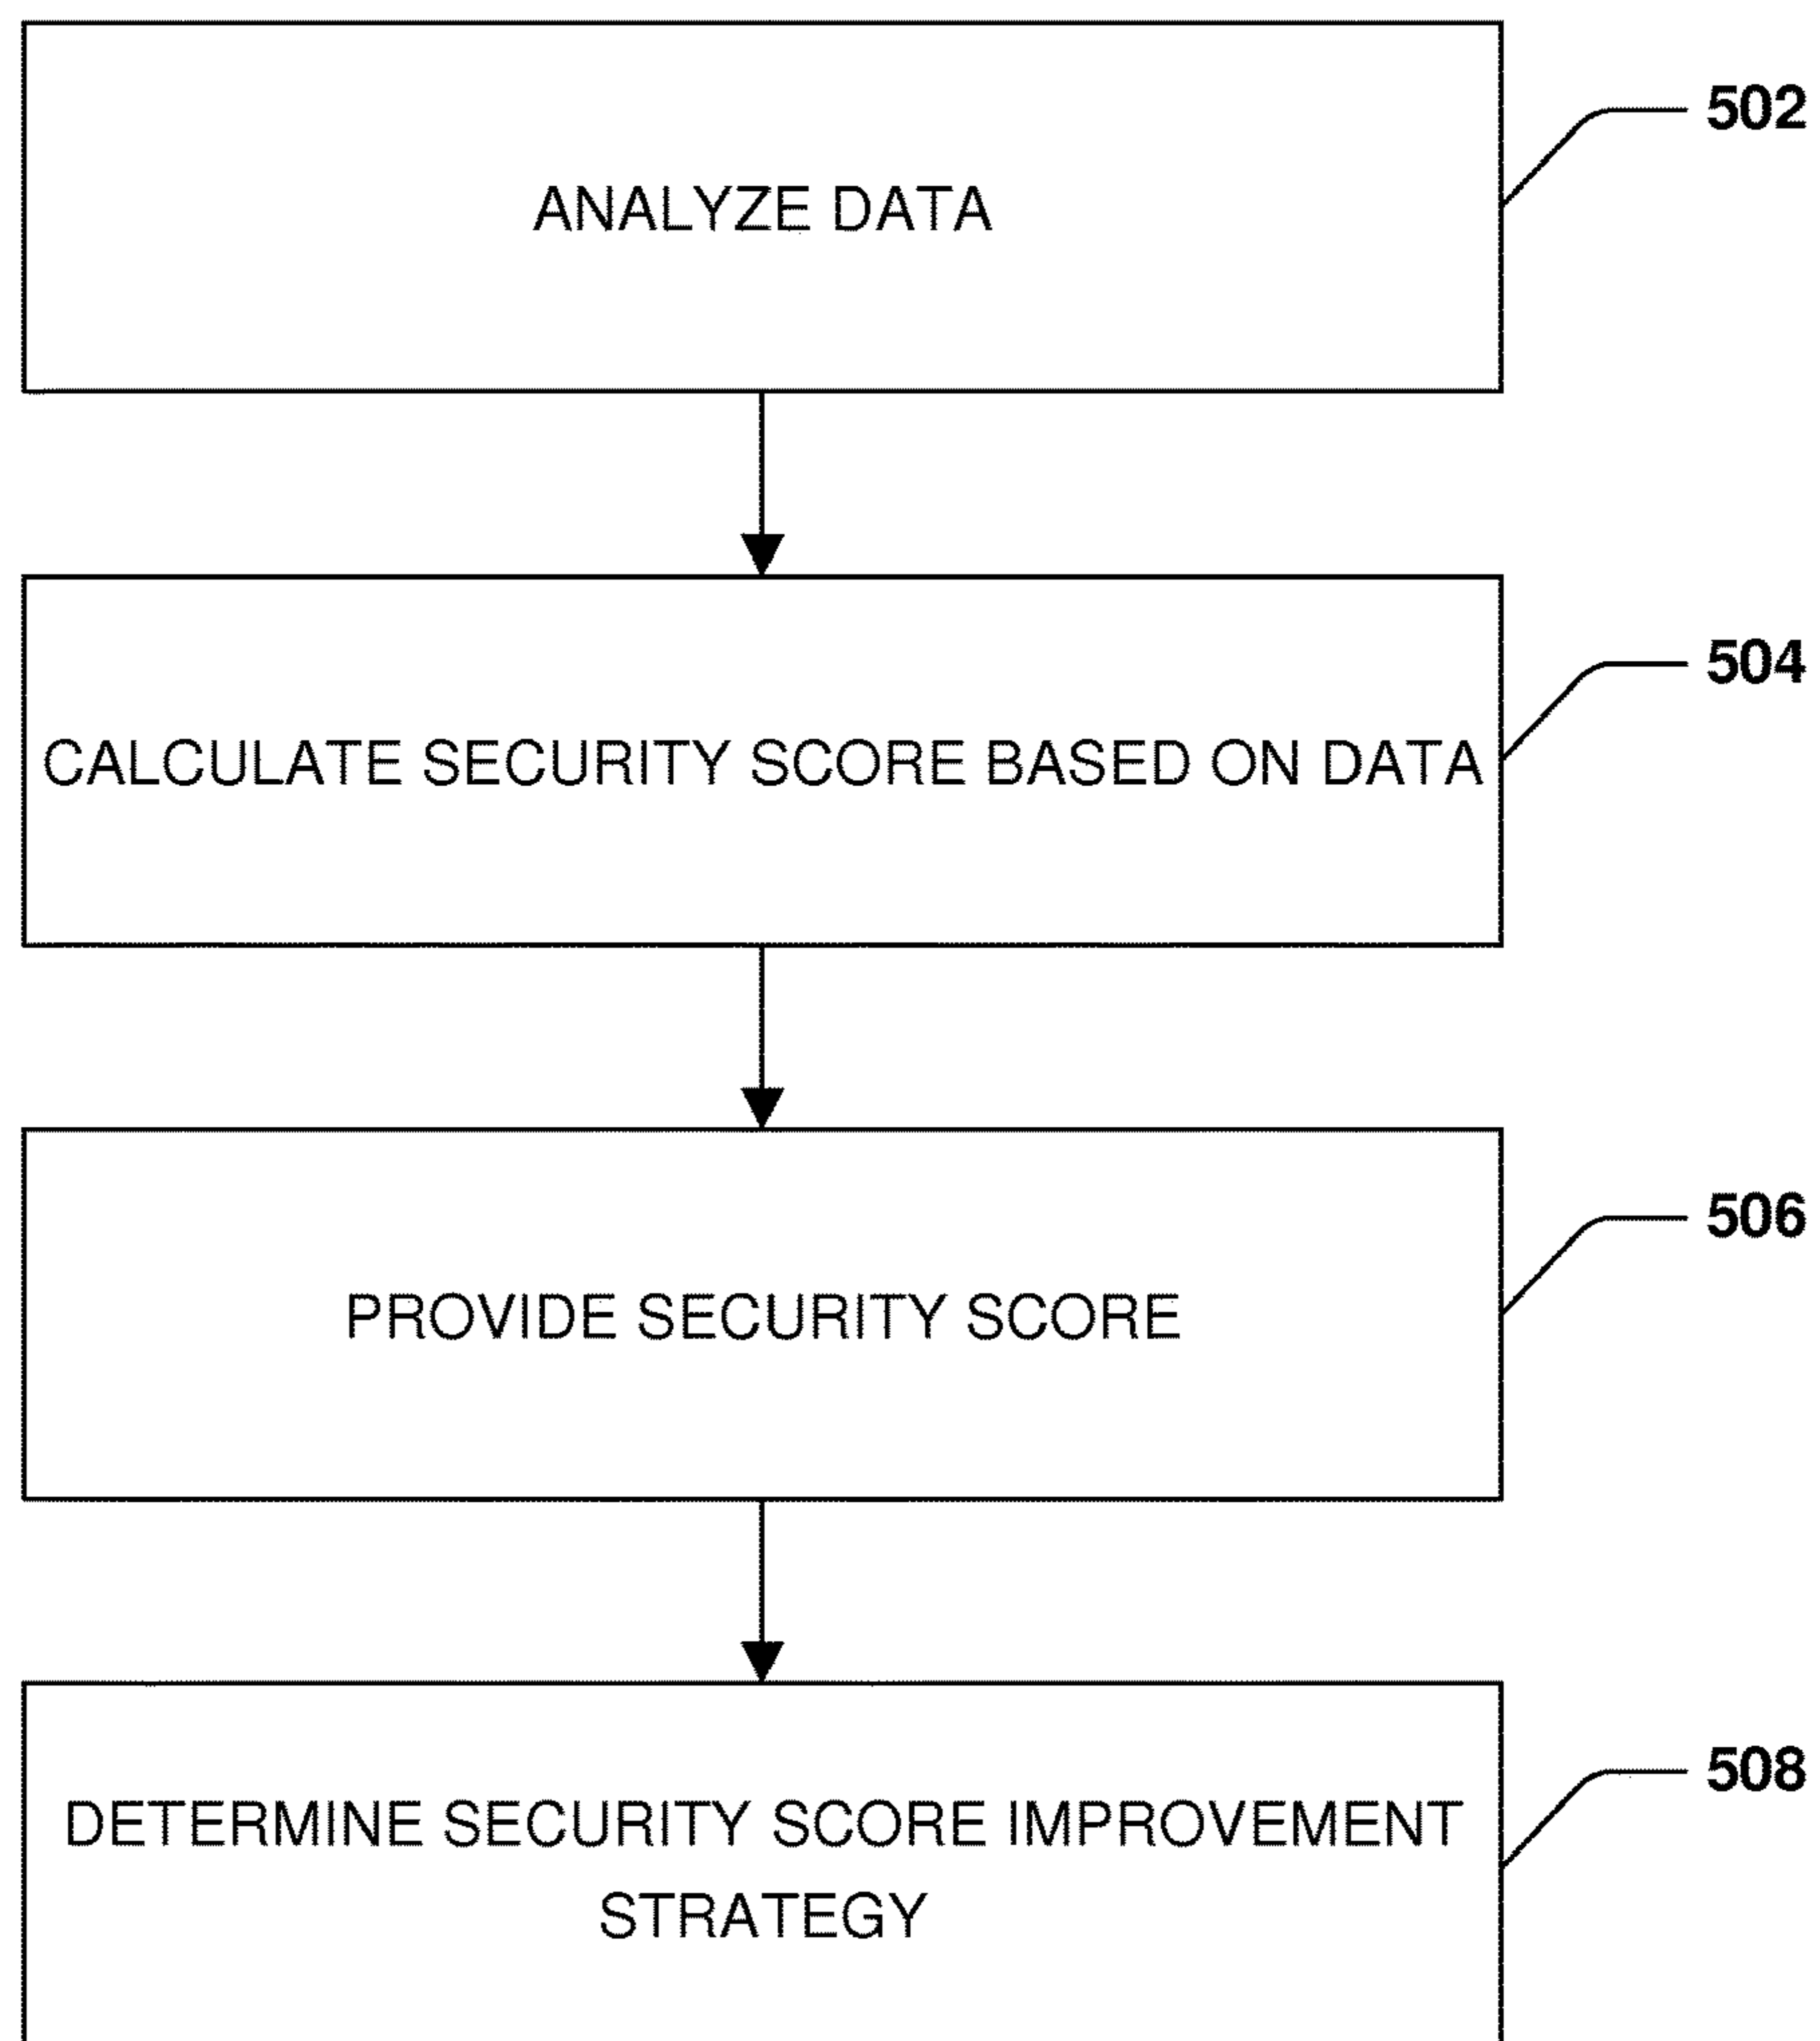 ANALYZE DATA
502
CALCULATE SECURITY SCORE BASED ON DATA
504
PROVIDE SECURITY SCORE
506
DETERMINE SECURITY SCORE IMPROVEMENT
STRATEGY
508